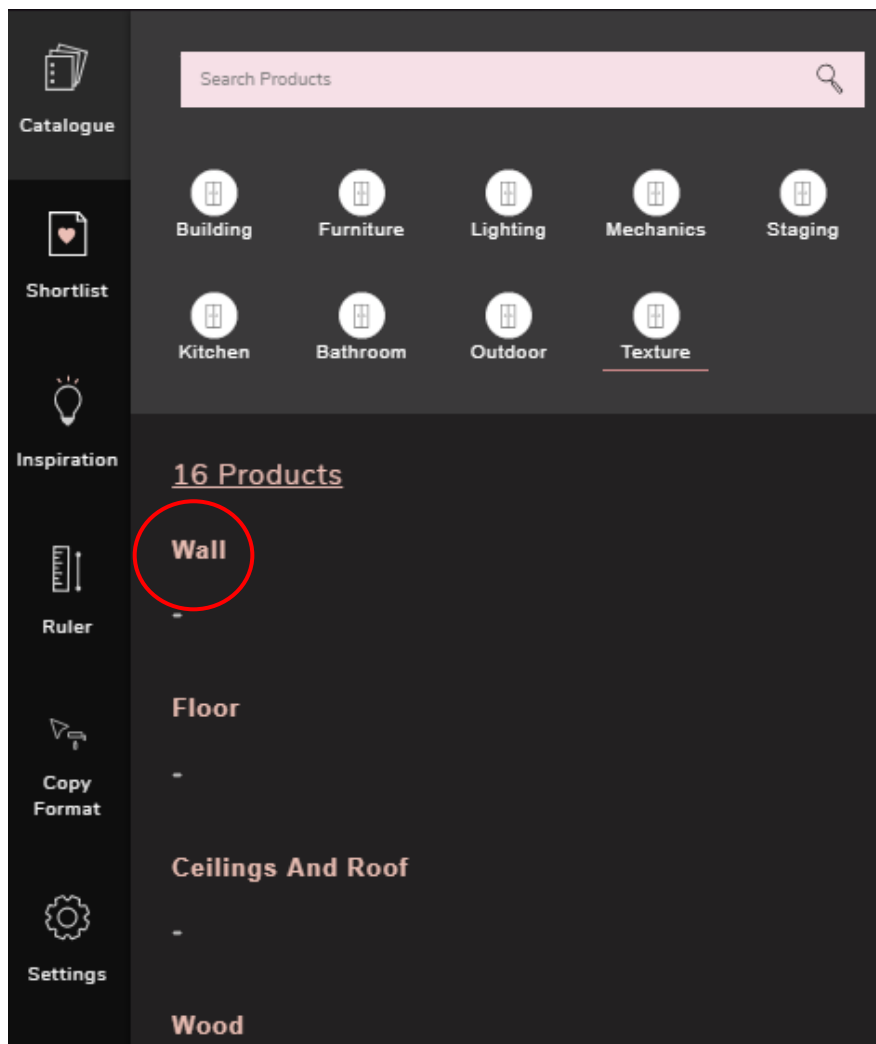 Catalogue
Shortlist
Inspiration
Ruler
Copy
Format
Settings
Search Products
Building Furniture Lighting Mechanics Staging
Kitchen Bathroom Outdoor Texture
16 Products
Wall
-
Floor
-
Ceilings And Roof
-
Wood